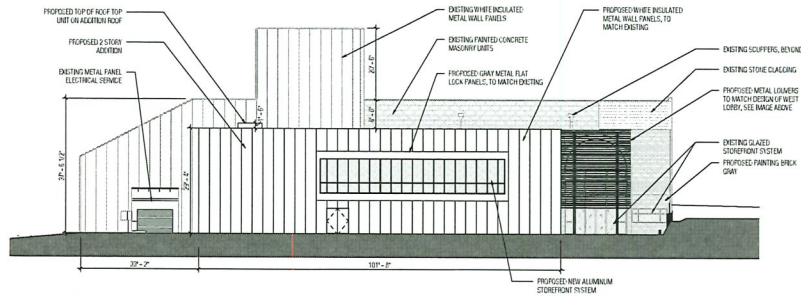 PROPOSED TOP OF ROOF TOP
UNIT ON ADDITION ROOF
PROPOSED 2 STORY
ADDITION
EXISTING METAL PANEL
ELECTRICAL SERVICE
EXISTING WHITE INSULATED
METAL WALL PANELS
EXISTING PAINTED CONCRETE
MASONRY UNITS
PROPOSED GRAY METAL FLAT
LOCK PANELS, TO MATCH EXISTING
PROPOSED WHITE INSULATED
METAL WALL PANELS, TO
MATCH EXISTING
EXISTING SCUPPERS, BEYOND
EXISTING STONE CLADDING
PROPOSED METAL LOUVERS
TO MATCH DESIGN OF WEST
LOBBY, SEE IMAGE ABOVE
EXISTING GLAZED
STOREFRONT SYSTEM
PROPOSED PAINTING BRICK
GRAY
PROPOSED NEW ALUMINUM
STOREFRONT SYSTEM
101' - 8"